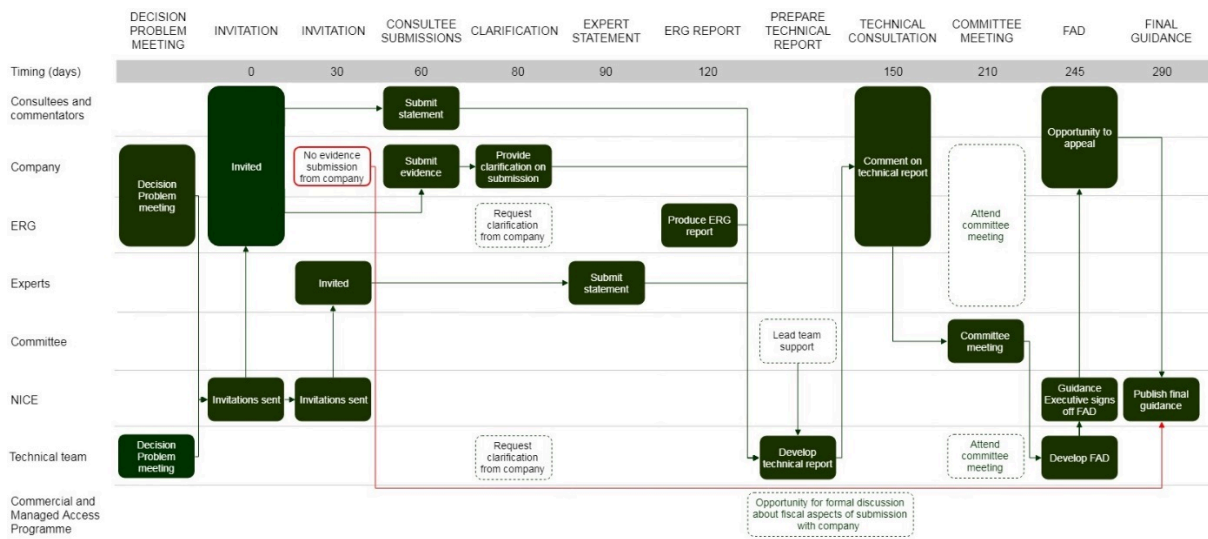 DECISION
PROBLEM
MEETING
INVITATION
INVITATION
CONSULTEE
SUBMISSIONS
CLARIFICATION
EXPERT
STATEMENT
ERG REPORT
PREPARE
TECHNICAL
REPORT
TECHNICAL
CONSULTATION
COMMITTEE
MEETING
FAD
FINAL
GUIDANCE
Timing (days)
0
30
60
80
90
120
150
210
245
290
Consultees and
commentators
Submit
statement
Company
Decision
Problem
meeting
Invited
No evidence
submission
from company
Submit
evidence
Provide
clarification on
submission
Comment on
technical report
Opportunity to
appeal
ERG
Request
clarification
from company
Produce ERG
report
Attend
committee
meeting
Experts
Invited
Submit
statement
Committee
Lead team
support
Committee
meeting
NICE
Invitations sent
Invitations sent
Guidance
Executive signs
off FAD
Publish final
guidance
Technical team
Decision
Problem
meeting
Request
clarification
from company
Develop
technical report
Attend
committee
meeting
Develop FAD
Commercial and
Managed Access
Programme
Opportunity for formal discussion
about fiscal aspects of submission
with company